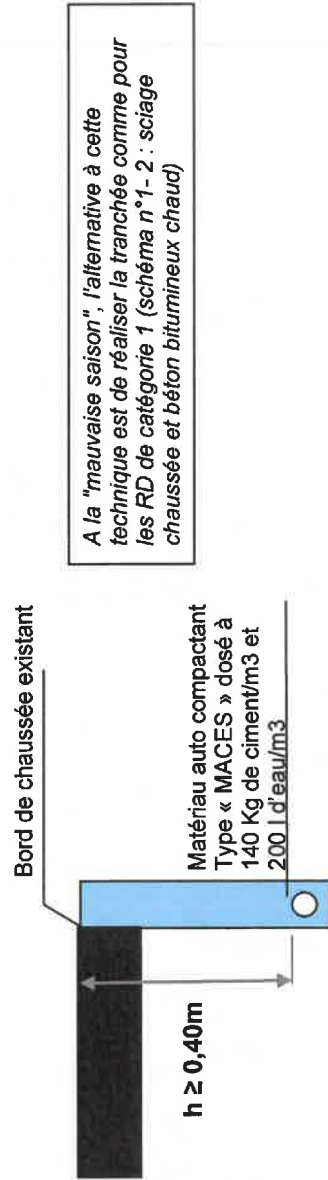 Bord de chaussée existant
h ≥ 0,40m
Matériau auto compactant
Type « MACES » dosé à
140 Kg de ciment/m3 et
200 l d'eau/m3
A la "mauvaise saison", l'alternative à cette
technique est de réaliser la tranchée comme pour
les RD de catégorie 1 (schéma n°1- 2 : sciage
chaussée et béton bitumineux chaud)